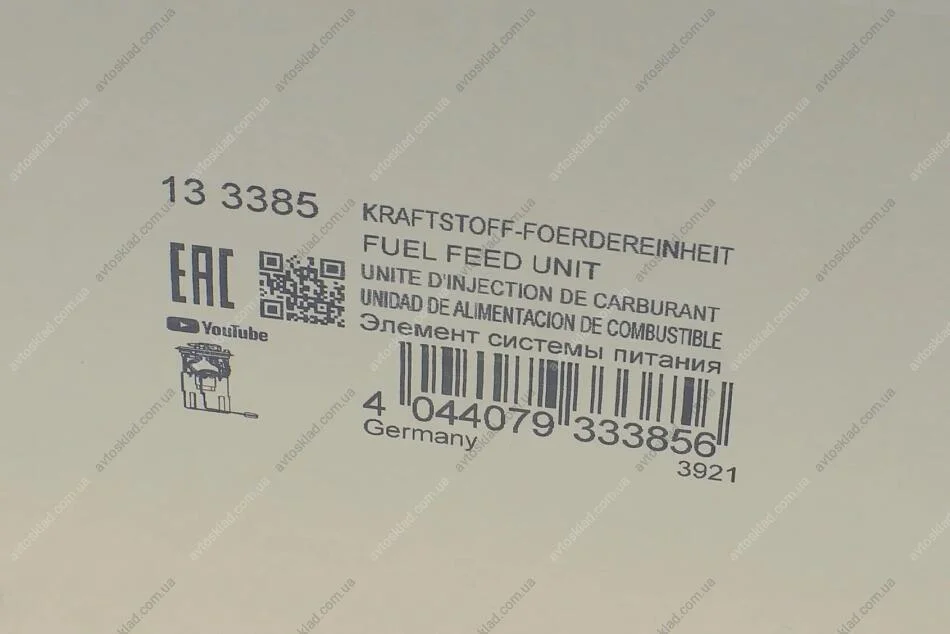 13 3385
KRAFTSTOFF-FOERDEREINHEIT
FUEL FEED UNIT
UNITE D'INJECTION DE CARBURANT
UNIDAD DE ALIMENTACION DE COMBUSTIBLE
Элемент системы питания
EAC
YouTube
4 044079 333856
Germany
3921
avtosklad.com.ua